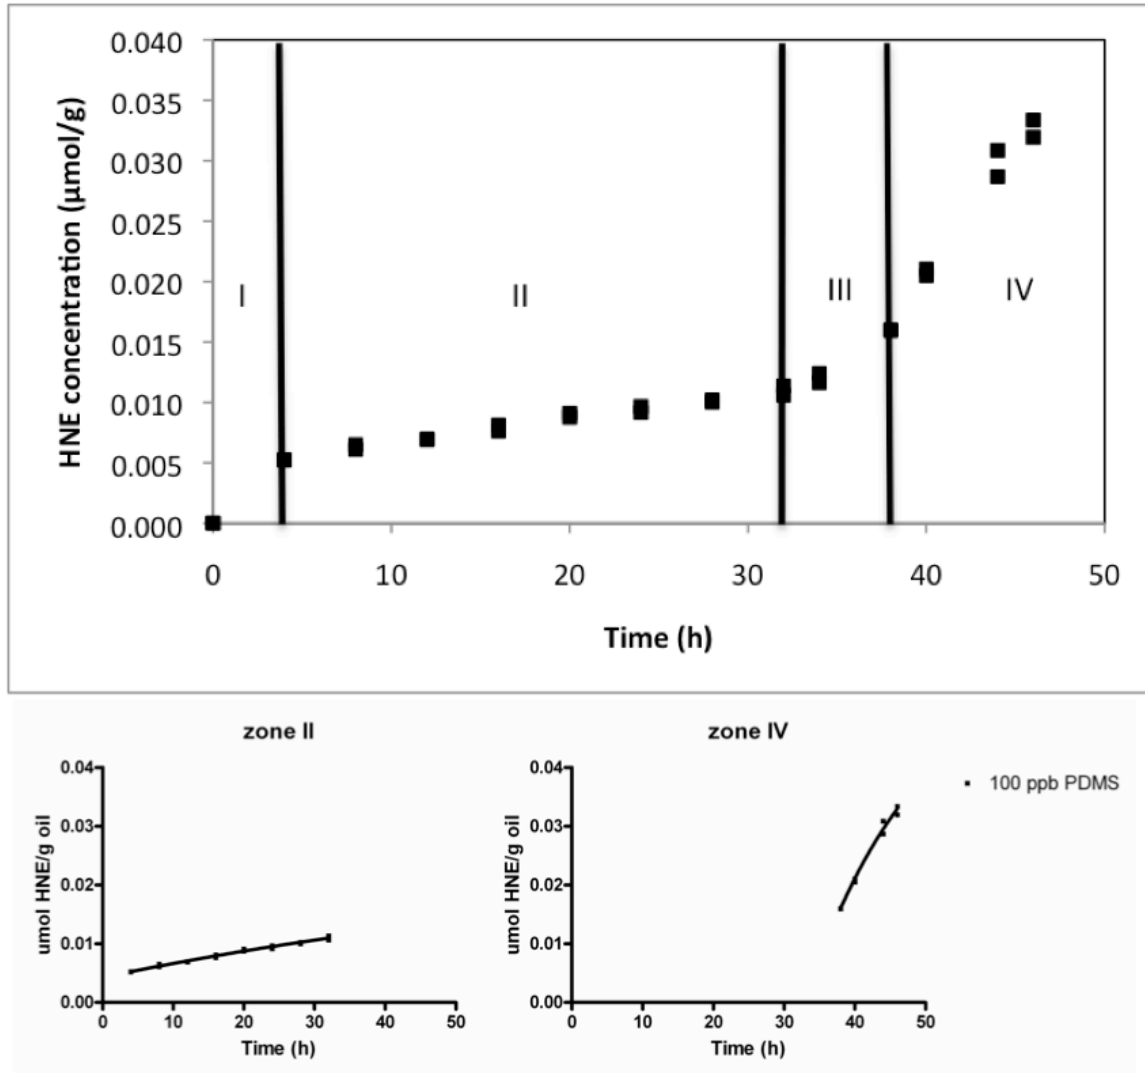 HNE concentration (µmol/g)
0.040
0.035
0.030
0.025
0.020
0.015
0.010
0.005
0.000
I
II
III
IV
0
10
20
30
40
50
Time (h)
zone II
umol HNE/g oil
0.04
0.03
0.02
0.01
0.00
0
10
20
30
40
50
Time (h)
zone IV
umol HNE/g oil
0.04
0.03
0.02
0.01
0.00
0
10
20
30
40
50
Time (h)
100 ppb PDMS